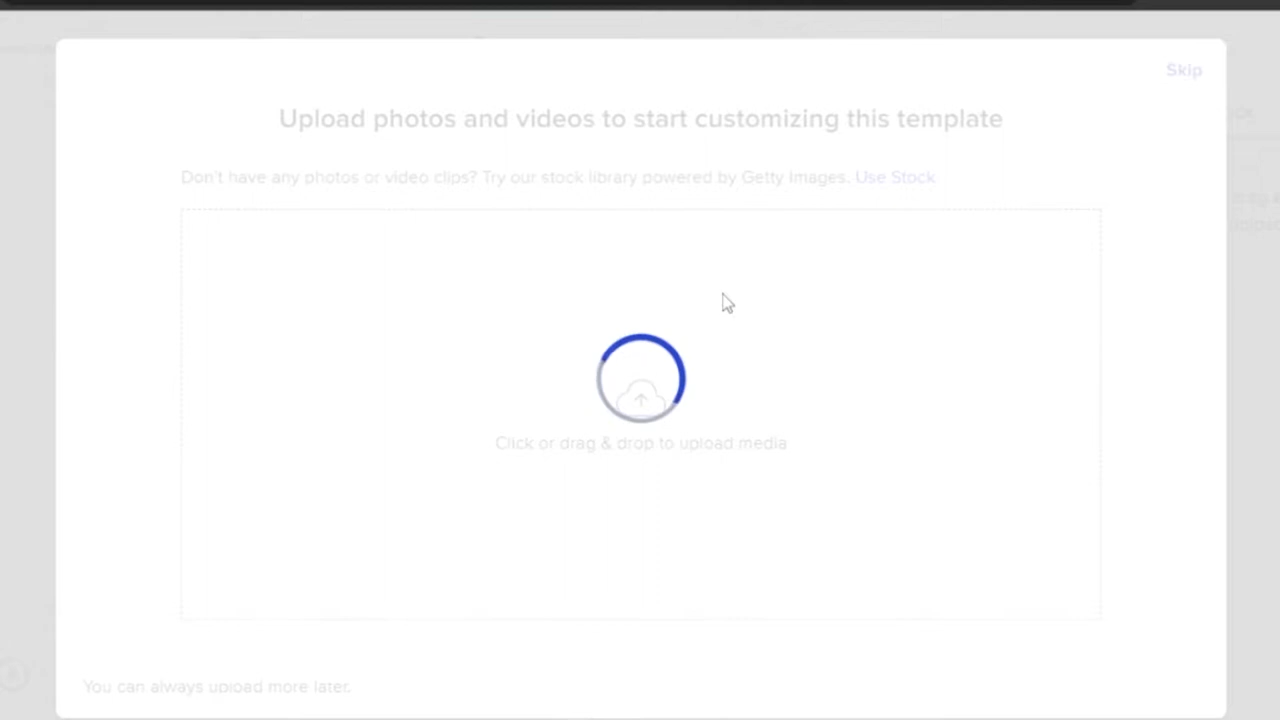 Skip
Upload photos and videos to start customizing this template
Don't have any photos or video clips? Try our stock library powered by Getty Images. Use Stock
Click or drag & drop to upload media
You can always upload more later.